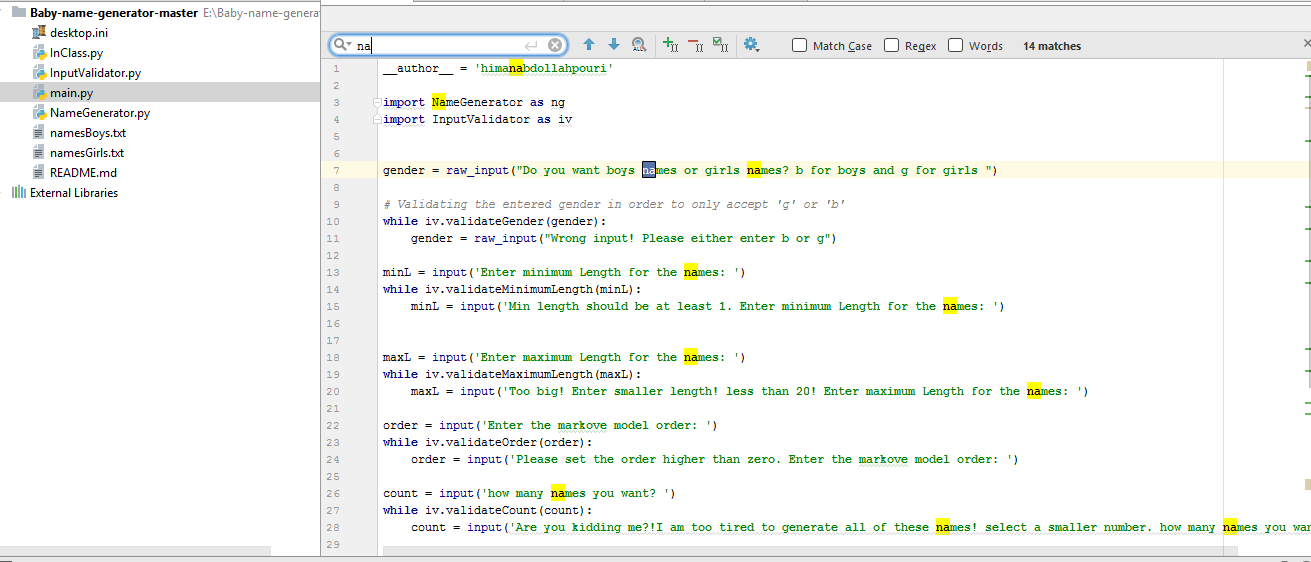 Baby-name-generator-master E:\Baby-name-genera
desktop.ini
InClass.py
InputValidator.py
main.py
NameGenerator.py
namesBoys.txt
namesGirls.txt
README.md
External Libraries
na
ALL
Match Case Regex Words 14 matches
1 __author__ = 'himanabdollahpouri'
2
3 import NameGenerator as ng
4 import InputValidator as iv
5
6
7 gender = raw_input("Do you want boys names or girls names? b for boys and g for girls ")
8
9 # Validating the entered gender in order to only accept 'g' or 'b'
10 while iv.validateGender(gender):
11 gender = raw_input("Wrong input! Please either enter b or g")
12
13 minL = input('Enter minimum Length for the names: ')
14 while iv.validateMinimumLength(minL):
15 minL = input('Min length should be at least 1. Enter minimum Length for the names: ')
16
17
18 maxL = input('Enter maximum Length for the names: ')
19 while iv.validateMaximumLength(maxL):
20 maxL = input('Too big! Enter smaller length! less than 20! Enter maximum Length for the names: ')
21
22 order = input('Enter the markove model order: ')
23 while iv.validateOrder(order):
24 order = input('Please set the order higher than zero. Enter the markove model order: ')
25
26 count = input('how many names you want? ')
27 while iv.validateCount(count):
28 count = input('Are you kidding me?!I am too tired to generate all of these names! select a smaller number. how many names you wan
29